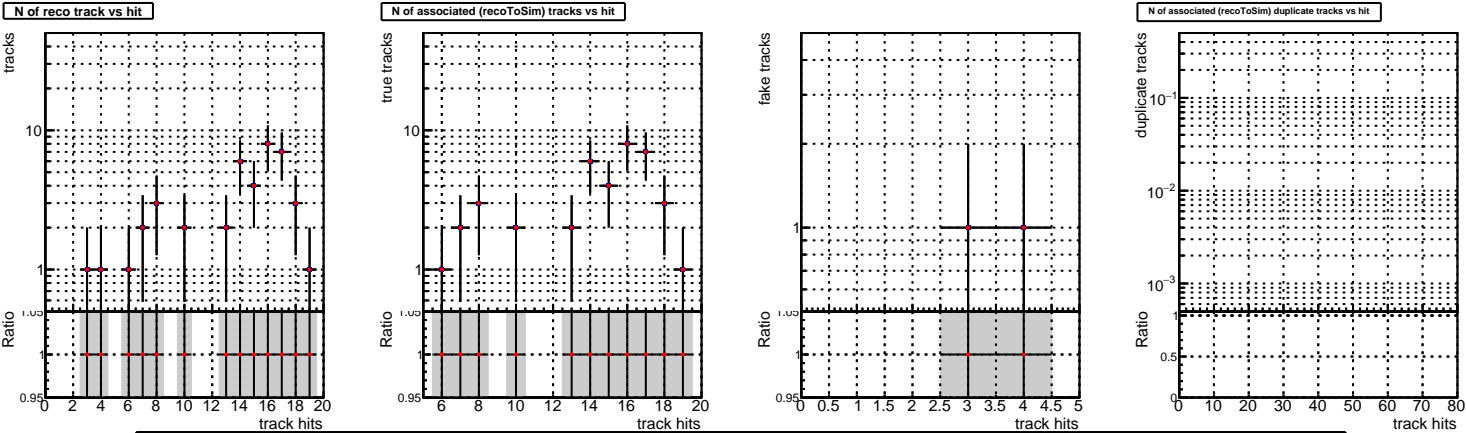 N of reco track vs hit
tracks
10
1
Ratio
1.05
1
0.95
0 2 4 6 8 10 12 14 16 18 20
track hits
N of associated (recoToSim) tracks vs hit
true tracks
10
1
Ratio
1.05
1
0.95
6 8 10 12 14 16 18 20
track hits
fake tracks
1
Ratio
1.05
1
0.95
0 0.5 1 1.5 2 2.5 3 3.5 4 4.5 5
track hits
N of associated (recoToSim) duplicate tracks vs hit
duplicate tracks
10⁻¹
10⁻²
10⁻³
Ratio
1
0.5
0
0 10 20 30 40 50 60 70 80
track hits